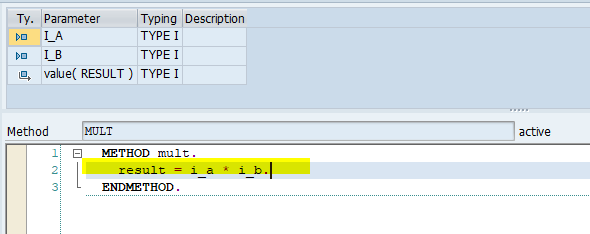 Ty. Parameter Typing Description
I_A TYPE I
I_B TYPE I
value( RESULT ) TYPE I
Method MULT active
1 METHOD mult.
2 result = i_a * i_b.
3 ENDMETHOD.